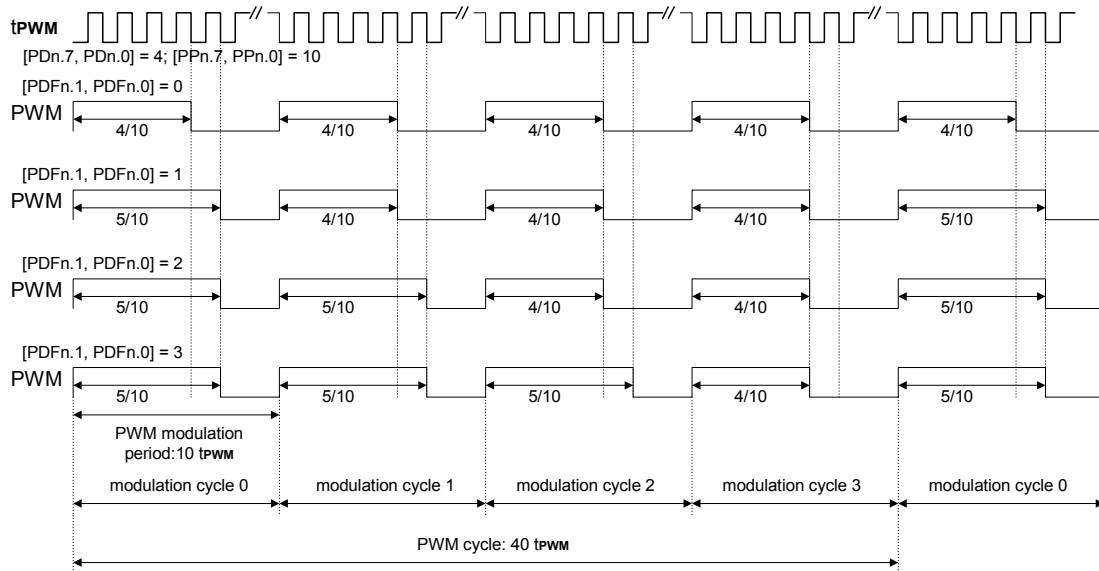 tPWM
[PDn.7, PDn.0] = 4; [PPn.7, PPn.0] = 10
[PDFn.1, PDFn.0] = 0
PWM
4/10 4/10 4/10 4/10 4/10
[PDFn.1, PDFn.0] = 1
PWM
5/10 4/10 4/10 4/10 5/10
[PDFn.1, PDFn.0] = 2
PWM
5/10 5/10 4/10 4/10 5/10
[PDFn.1, PDFn.0] = 3
PWM
5/10 5/10 5/10 4/10 5/10
PWM modulation
period:10 tPWM
modulation cycle 0 modulation cycle 1 modulation cycle 2 modulation cycle 3 modulation cycle 0
PWM cycle: 40 tPWM